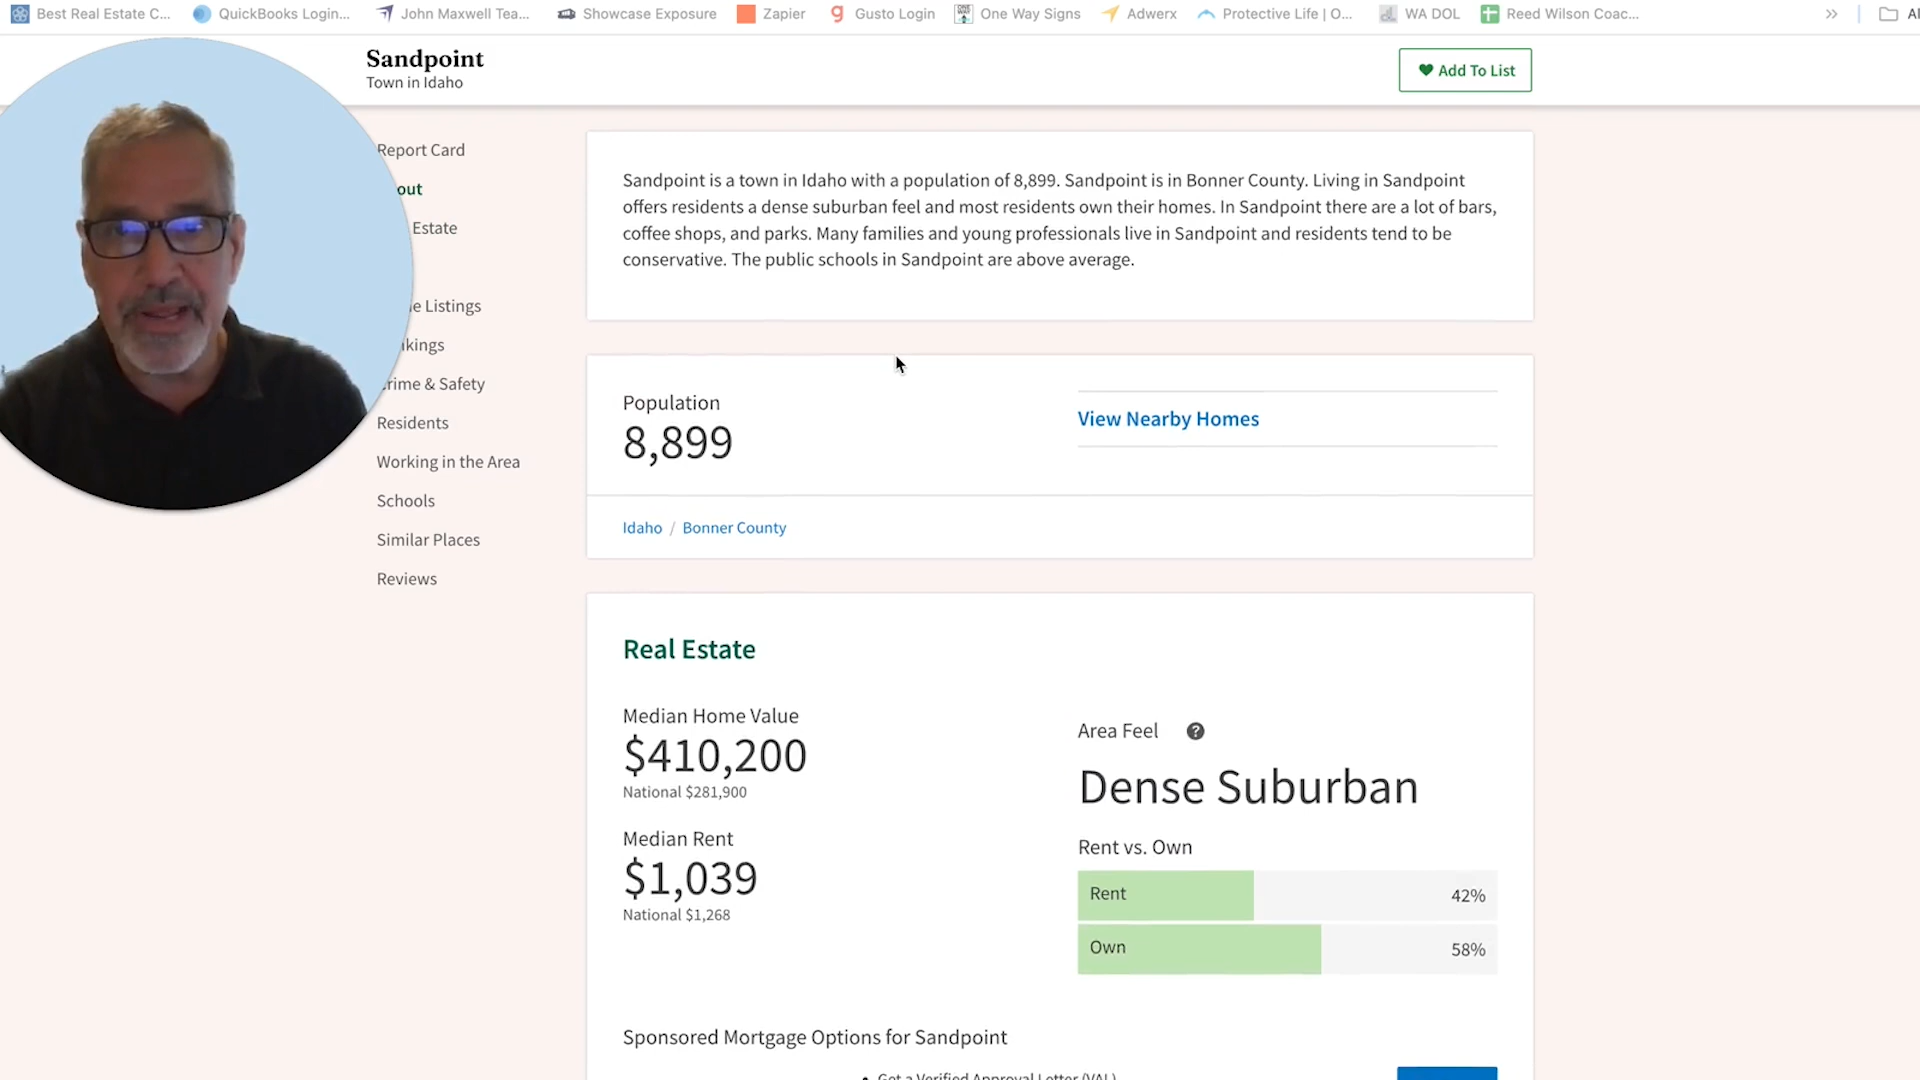 Best Real Estate C... QuickBooks Login... John Maxwell Tea... Showcase Exposure Zapier Gusto Login One Way Signs Adwerx Protective Life | O... WA DOL Reed Wilson Coac... »
Sandpoint
Town in Idaho
Add To List
Report Card
out
Estate
e Listings
kings
rime & Safety
Residents
Working in the Area
Schools
Similar Places
Reviews
Sandpoint is a town in Idaho with a population of 8,899. Sandpoint is in Bonner County. Living in Sandpoint
offers residents a dense suburban feel and most residents own their homes. In Sandpoint there are a lot of bars,
coffee shops, and parks. Many families and young professionals live in Sandpoint and residents tend to be
conservative. The public schools in Sandpoint are above average.
Population
8,899
View Nearby Homes
Idaho / Bonner County
Real Estate
Median Home Value
$410,200
National $281,900
Median Rent
$1,039
National $1,268
Area Feel ?
Dense Suburban
Rent vs. Own
Rent 42%
Own 58%
Sponsored Mortgage Options for Sandpoint
• Get a Verified Approval Letter (VAL)